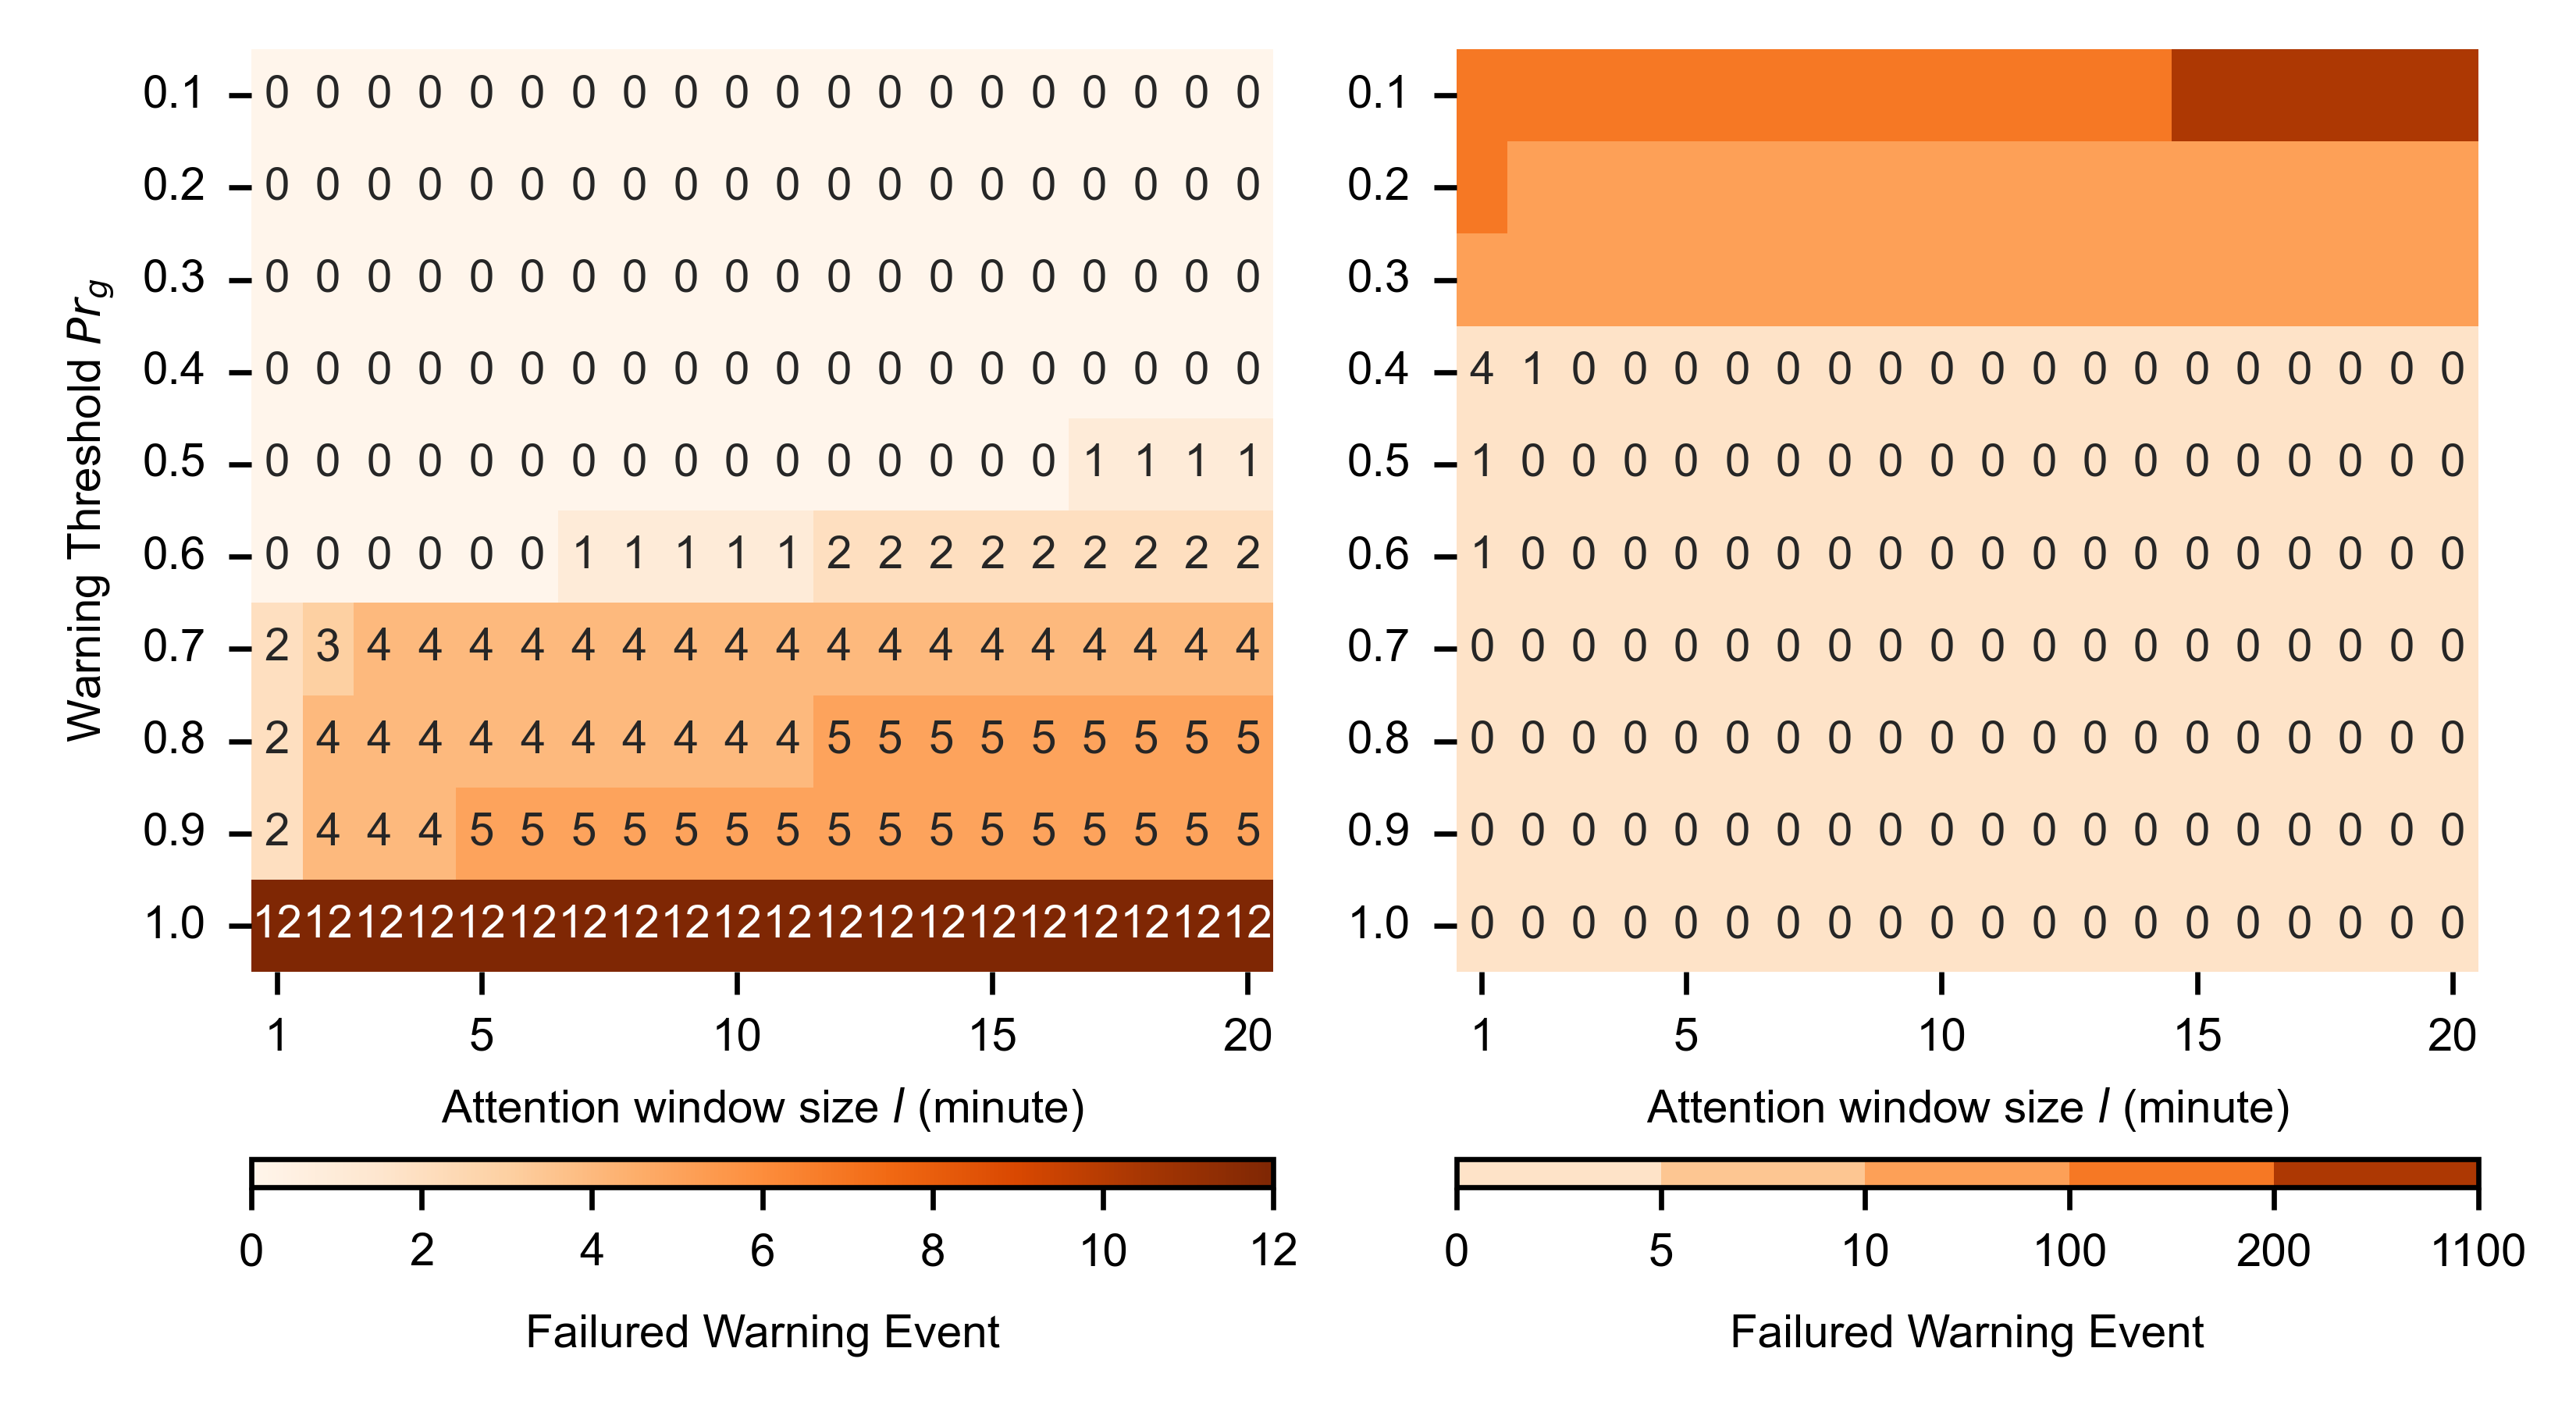 Warning Threshold Pr_g
0.1 0 0 0 0 0 0 0 0 0 0 0 0 0 0 0 0 0 0 0 0
0.2 0 0 0 0 0 0 0 0 0 0 0 0 0 0 0 0 0 0 0 0
0.3 0 0 0 0 0 0 0 0 0 0 0 0 0 0 0 0 0 0 0 0
0.4 0 0 0 0 0 0 0 0 0 0 0 0 0 0 0 0 0 0 0 0
0.5 0 0 0 0 0 0 0 0 0 0 0 0 0 0 0 0 1 1 1 1
0.6 0 0 0 0 0 0 1 1 1 1 1 2 2 2 2 2 2 2 2 2
0.7 2 3 4 4 4 4 4 4 4 4 4 4 4 4 4 4 4 4 4 4
0.8 2 4 4 4 4 4 4 4 4 4 4 5 5 5 5 5 5 5 5 5
0.9 2 4 4 4 5 5 5 5 5 5 5 5 5 5 5 5 5 5 5 5
1.0 12 12 12 12 12 12 12 12 12 12 12 12 12 12 12 12 12 12 12 12
1 5 10 15 20
Attention window size l (minute)
0 2 4 6 8 10 12
Failured Warning Event
0.1
0.2
0.3
0.4 4 1 0 0 0 0 0 0 0 0 0 0 0 0 0 0 0 0 0 0
0.5 1 0 0 0 0 0 0 0 0 0 0 0 0 0 0 0 0 0 0 0
0.6 1 0 0 0 0 0 0 0 0 0 0 0 0 0 0 0 0 0 0 0
0.7 0 0 0 0 0 0 0 0 0 0 0 0 0 0 0 0 0 0 0 0
0.8 0 0 0 0 0 0 0 0 0 0 0 0 0 0 0 0 0 0 0 0
0.9 0 0 0 0 0 0 0 0 0 0 0 0 0 0 0 0 0 0 0 0
1.0 0 0 0 0 0 0 0 0 0 0 0 0 0 0 0 0 0 0 0 0
1 5 10 15 20
Attention window size l (minute)
0 5 10 100 200 1100
Failured Warning Event